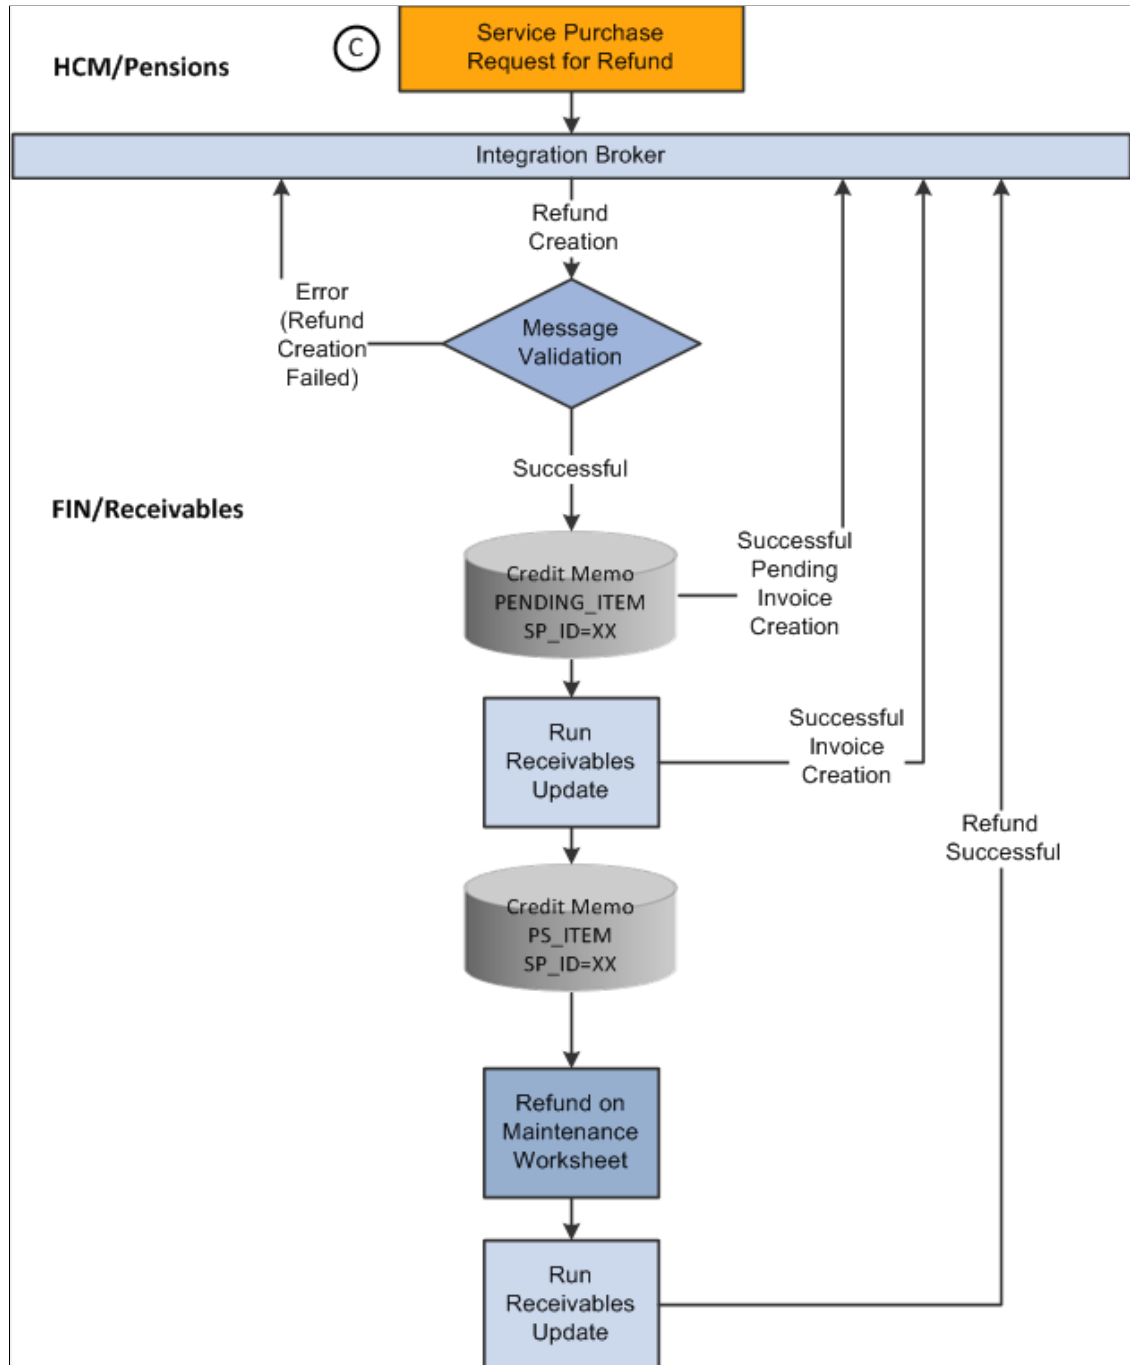 C
Service Purchase
Request for Refund
HCM/Pensions
Integration Broker
Refund
Creation
Error
(Refund
Creation
Failed)
Message
Validation
Successful
FIN/Receivables
Credit Memo
PENDING_ITEM
SP_ID=XX
Successful
Pending
Invoice
Creation
Run
Receivables
Update
Successful
Invoice
Creation
Refund
Successful
Credit Memo
PS_ITEM
SP_ID=XX
Refund on
Maintenance
Worksheet
Run
Receivables
Update